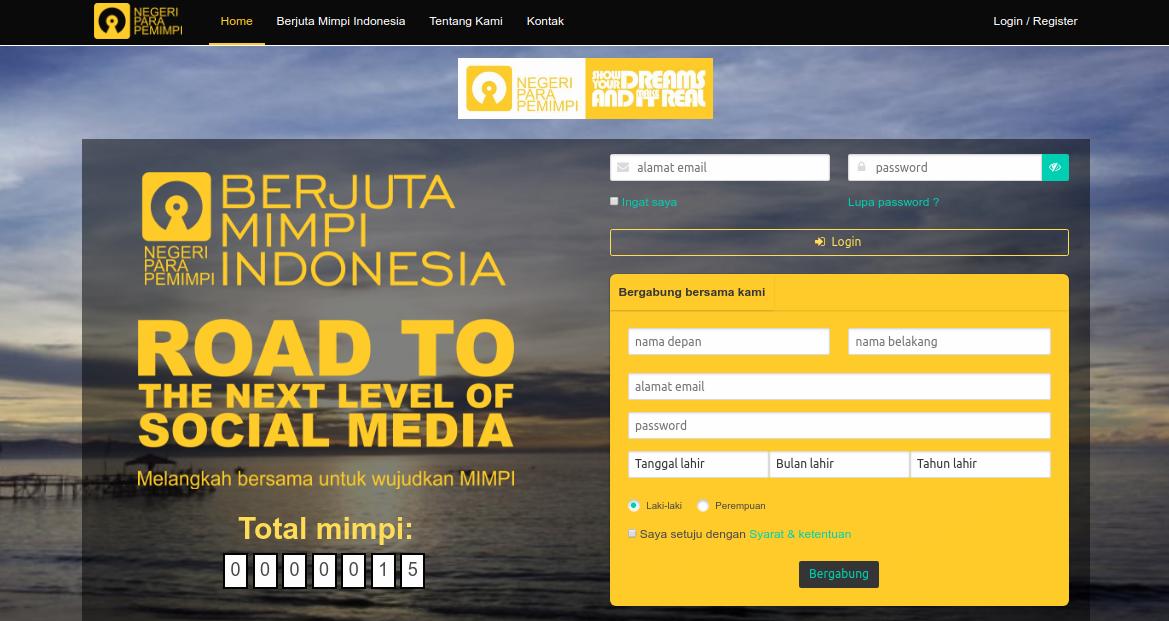 NEGERI
PARA
PEMIMPI
Home
Berjuta Mimpi Indonesia
Tentang Kami
Kontak
Login / Register
NEGERI
PARA
PEMIMPI
SHOW
YOUR DREAMS
AND MAKE IT REAL
alamat email
password
Ingat saya
Lupa password ?
Login
BERJUTA
MIMPI
INDONESIA
NEGERI
PARA
PEMIMPI
ROAD TO
THE NEXT LEVEL OF
SOCIAL MEDIA
Melangkah bersama untuk wujudkan MIMPI
Total mimpi:
0 0 0 0 0 1 5
Bergabung bersama kami
nama depan
nama belakang
alamat email
password
Tanggal lahir
Bulan lahir
Tahun lahir
Laki-laki
Perempuan
Saya setuju dengan Syarat & ketentuan
Bergabung